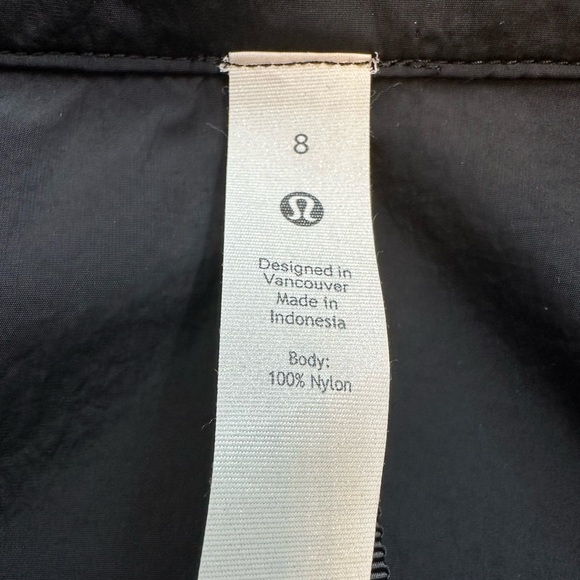 8
Designed in
Vancouver
Made in
Indonesia
Body:
100% Nylon